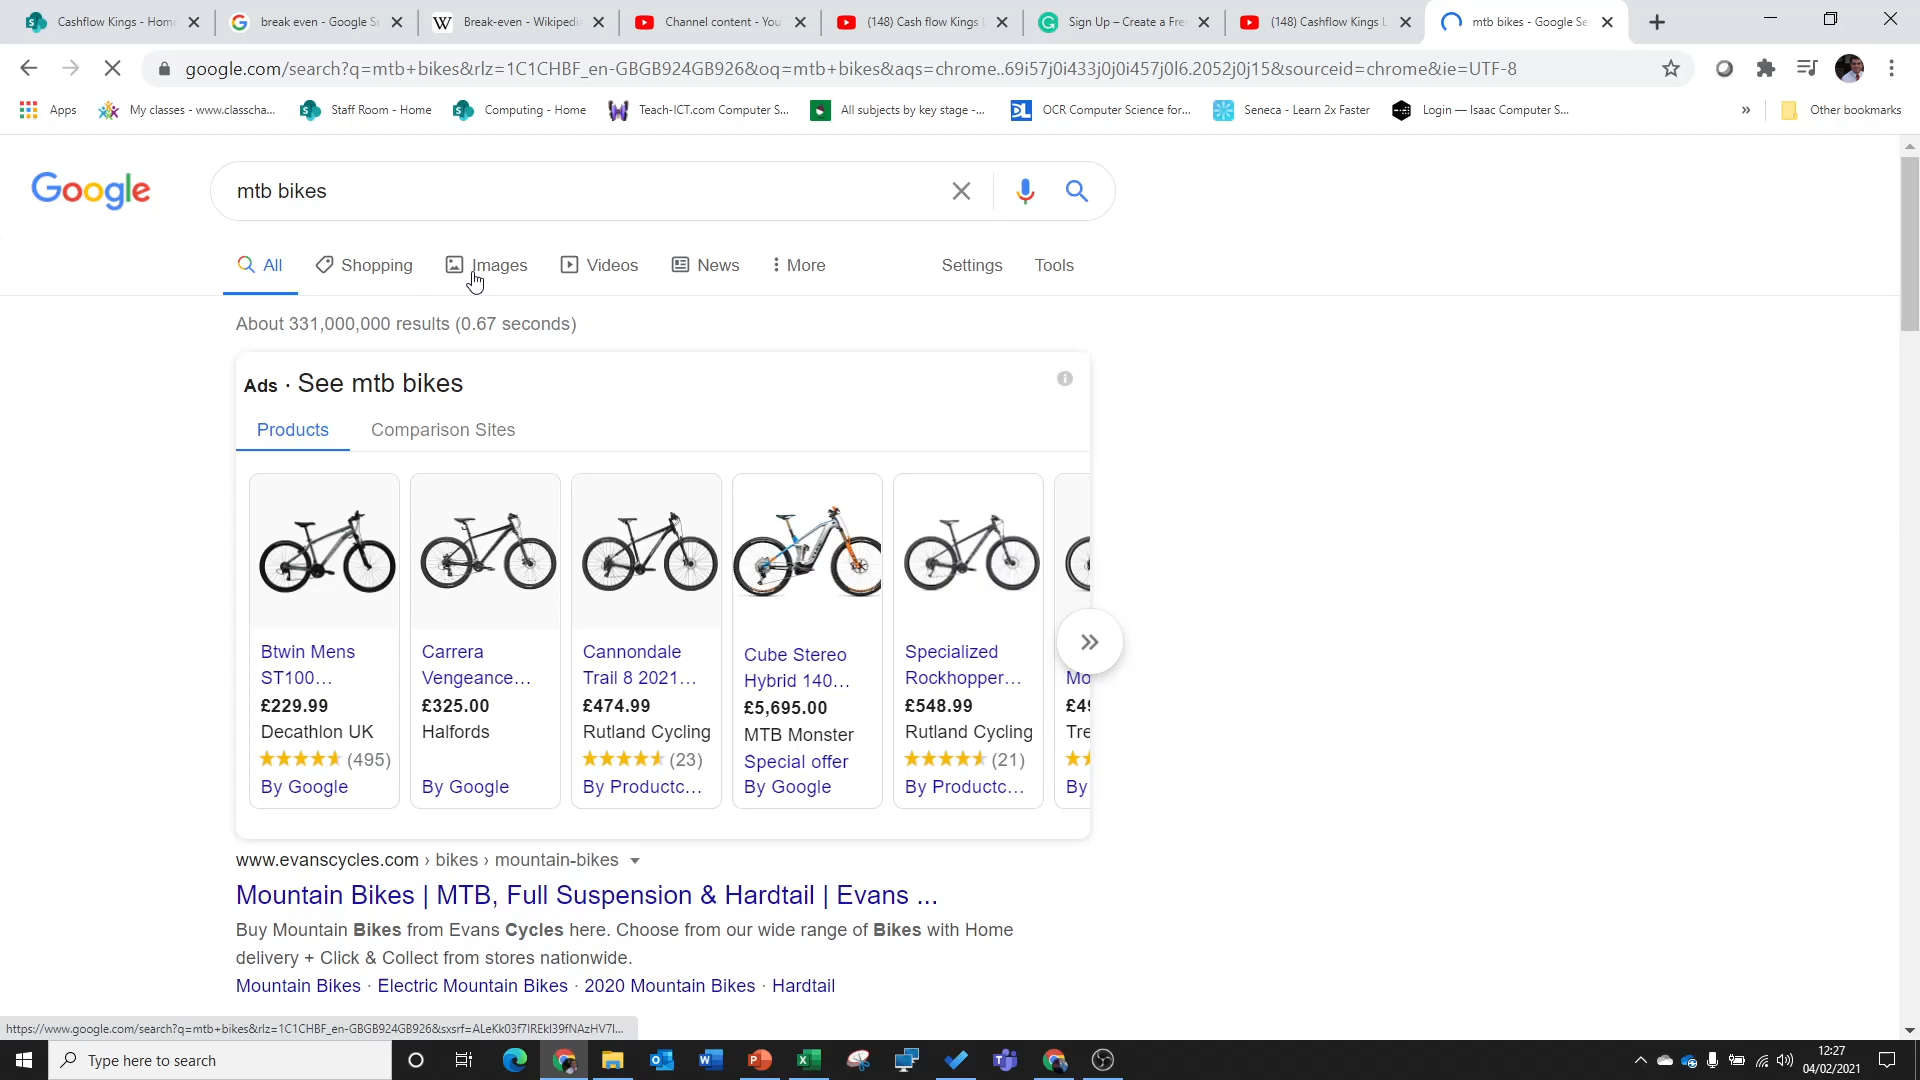 Cashflow Kings - Home
break even - Google Se
Break-even - Wikipedi
Channel content - You
(148) Cash flow Kings
Sign Up – Create a Fre
(148) Cashflow Kings L
mtb bikes - Google Se
google.com/search?q=mtb+bikes&rlz=1C1CHBF_en-GBGB924GB926&oq=mtb+bikes&aqs=chrome..69i57j0i433j0j0i457j0l6.2052j0j15&sourceid=chrome&ie=UTF-8
Apps
My classes - www.classcha...
Staff Room - Home
Computing - Home
Teach-ICT.com Computer S...
All subjects by key stage -...
OCR Computer Science for...
Seneca - Learn 2x Faster
Login — Isaac Computer S...
»
Other bookmarks
Google
mtb bikes
All
Shopping
Images
Videos
News
More
Settings
Tools
About 331,000,000 results (0.67 seconds)
Ads · See mtb bikes
Products
Comparison Sites
Btwin Mens
ST100...
£229.99
Decathlon UK
(495)
By Google
Carrera
Vengeance...
£325.00
Halfords
By Google
Cannondale
Trail 8 2021...
£474.99
Rutland Cycling
(23)
By Productc...
Cube Stereo
Hybrid 140...
£5,695.00
MTB Monster
Special offer
By Google
Specialized
Rockhopper...
£548.99
Rutland Cycling
(21)
By Productc...
Mo
£49
Tre
By
www.evanscycles.com › bikes › mountain-bikes
Mountain Bikes | MTB, Full Suspension & Hardtail | Evans ...
Buy Mountain Bikes from Evans Cycles here. Choose from our wide range of Bikes with Home
delivery + Click & Collect from stores nationwide.
Mountain Bikes · Electric Mountain Bikes · 2020 Mountain Bikes · Hardtail
Type here to search
12:27
04/02/2021